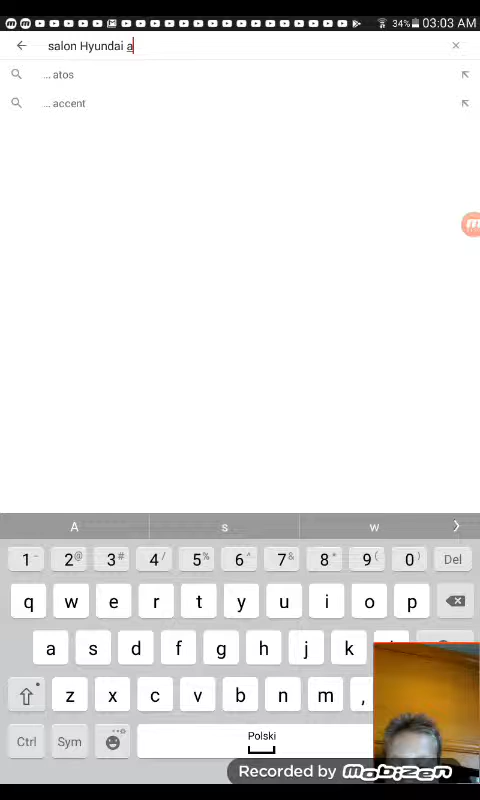 34% 03:03 AM
salon Hyundai a
... atos
... accent
A s w
1 - 2 @ 3 # 4 / 5 % 6 ^ 7 & 8 * 9 ( 0 ) Del
q w e r t y u i o p
a s d f g h j k
z x c v b n m ,
Ctrl Sym Polski
Recorded by mobizen